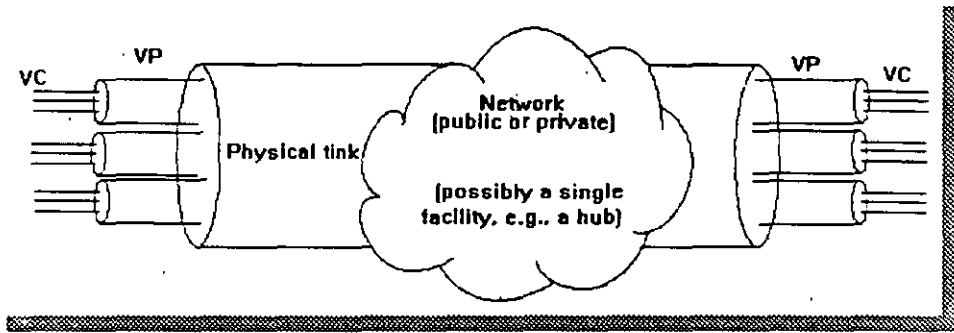 VP
VC
Physical tink
Network
(public or private)
(possibly a single
facility, e.g., a hub)
VP
VC